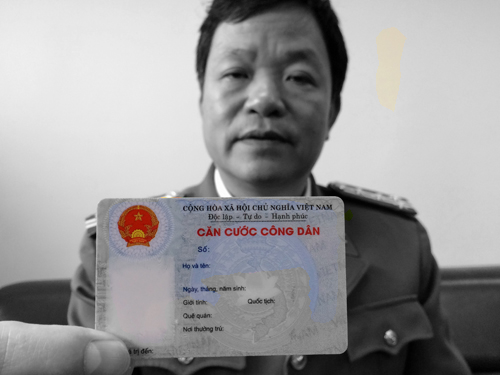 CỘNG HÒA XÃ HỘI CHỦ NGHĨA VIỆT NAM
Độc lập – Tự do – Hạnh phúc
CĂN CƯỚC CÔNG DÂN
Số:
Họ và tên:
Ngày, tháng, năm sinh:
Giới tính: Quốc tịch:
Quê quán:
Nơi thường trú:
trị đến: